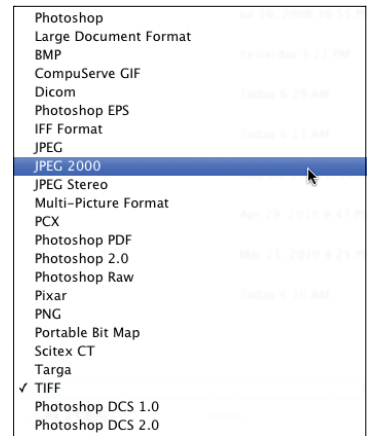 Photoshop
Large Document Format
BMP
CompuServe GIF
Dicom
Photoshop EPS
IFF Format
JPEG
JPEG 2000
JPEG Stereo
Multi-Picture Format
PCX
Photoshop PDF
Photoshop 2.0
Photoshop Raw
Pixar
PNG
Portable Bit Map
Scitex CT
Targa
✓ TIFF
Photoshop DCS 1.0
Photoshop DCS 2.0